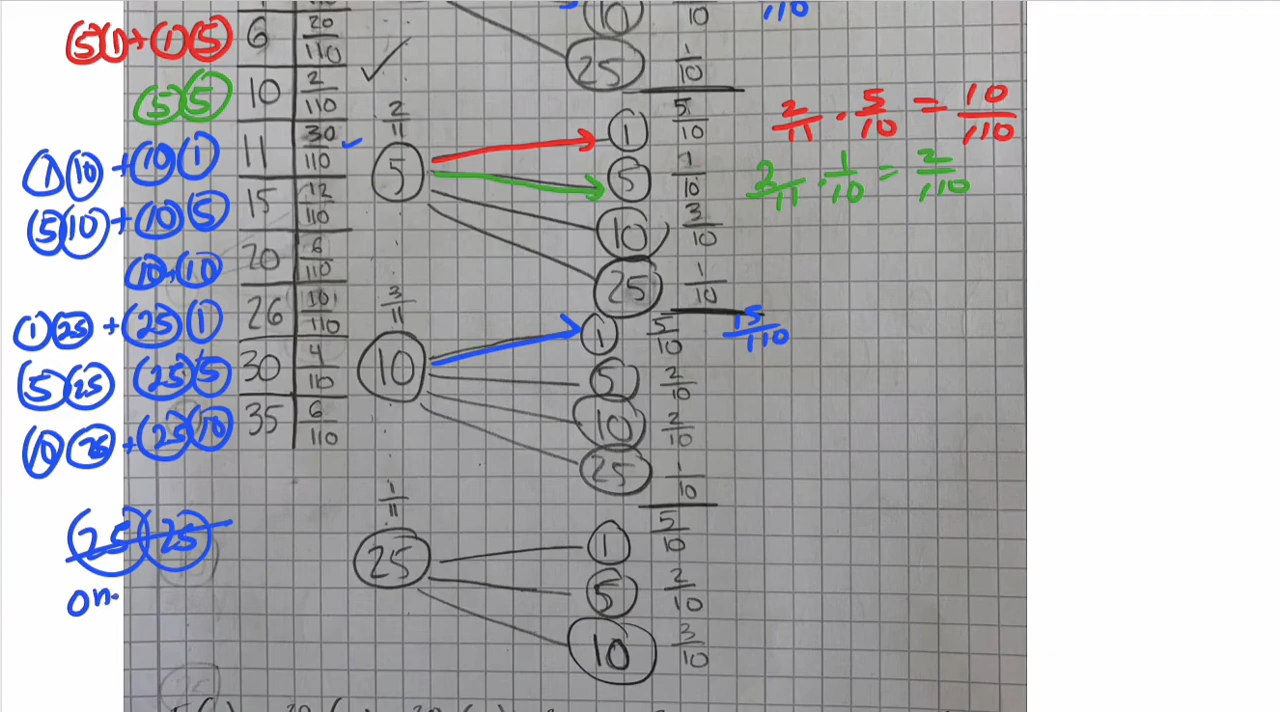 10 1/10 /110
(5)(1)+(1)(5) 6 20/110
25 1/10
(5)(5) 10 2/110 ✓
2/11 1 5/10 2/11 · 5/10 = 10/110
(1)(10)+(10)(1) 11 30/110 ✓
5 5 1/10 2/11 · 1/10 = 2/110
(5)(10)+(10)(5) 15 12/110
10 3/10
(10)+(10) 20 6/110
3/11 25 1/10
(1)(25)+(25)(1) 26 10/110
1 5/10 15/110
(5)(25) (25)(5) 30 4/110
10 5 2/10
(10)(25)+(25)(10) 35 6/110
10 2/10
25 1/10
1/11
(25)(25) 25 1 5/10
on
5 2/10
10 3/10